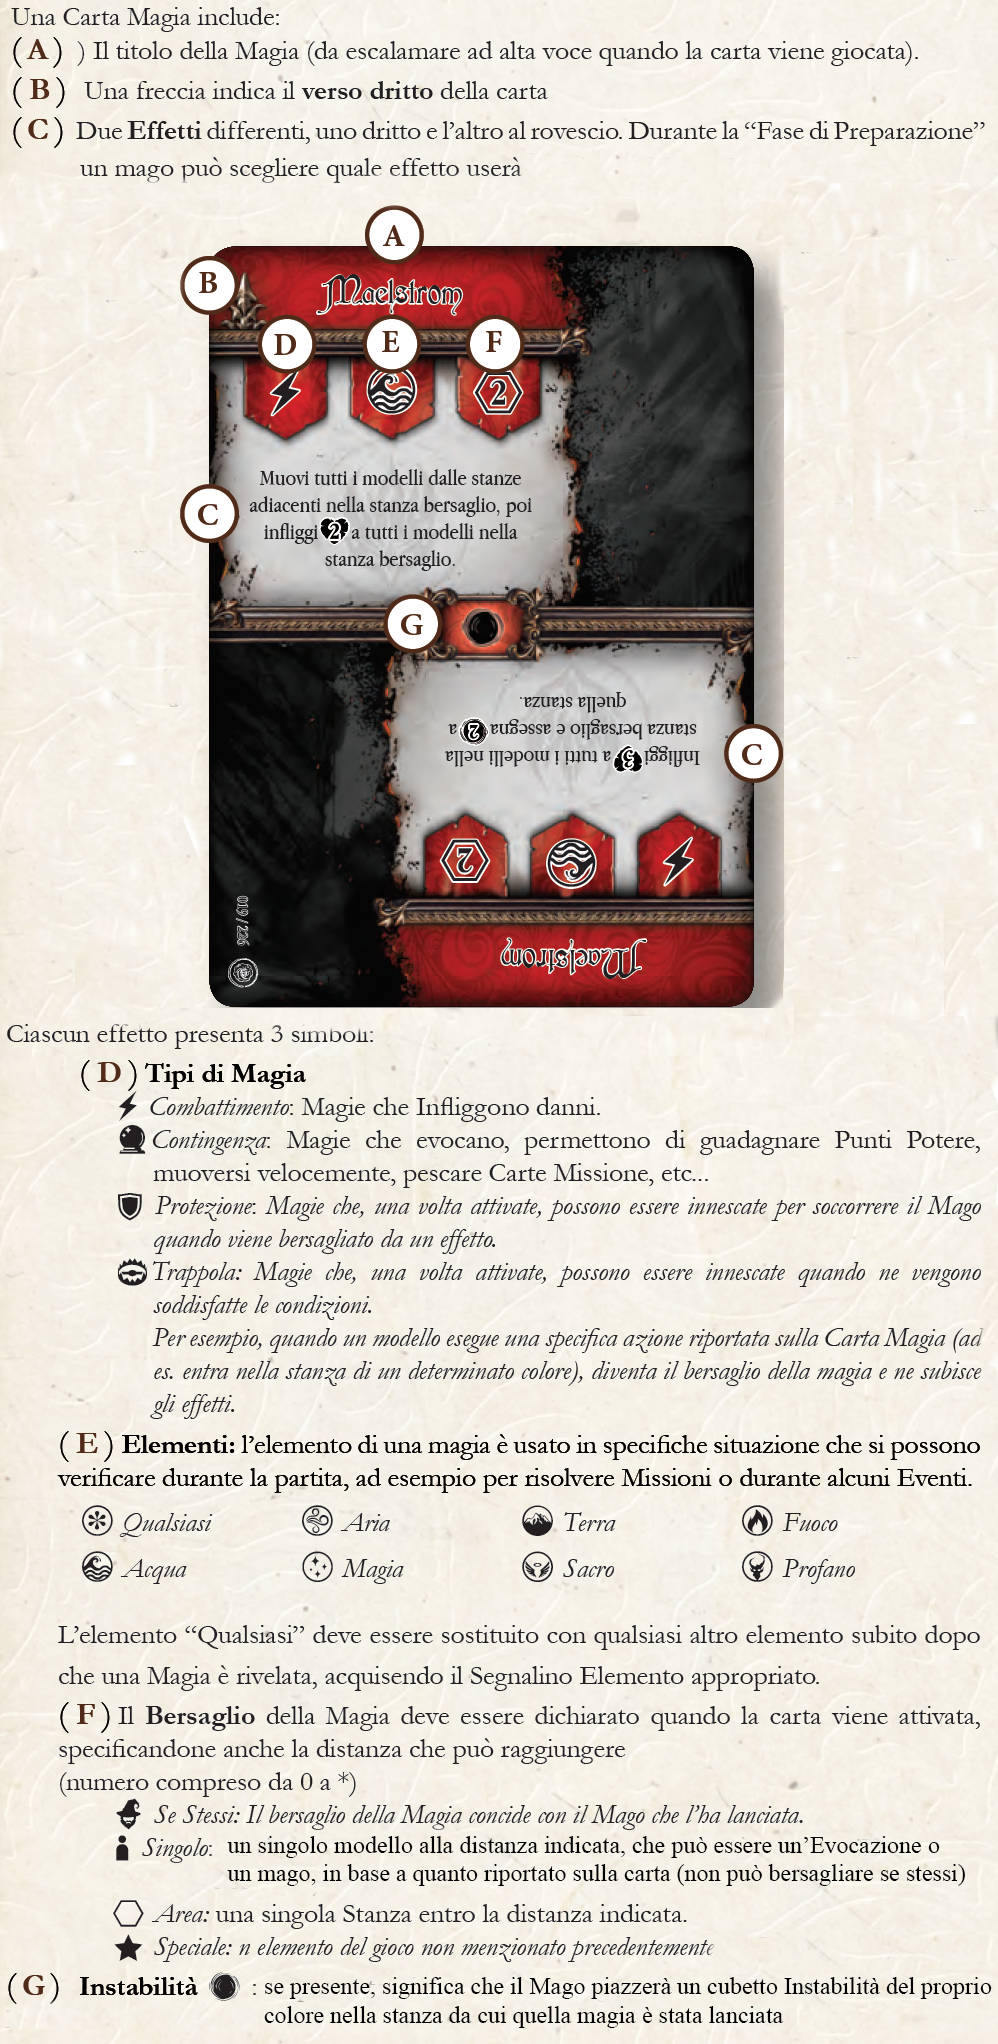 Una Carta Magia include:
( A ) ) Il titolo della Magia (da escalamare ad alta voce quando la carta viene giocata).
( B ) Una freccia indica il verso dritto della carta
( C ) Due Effetti differenti, uno dritto e l'altro al rovescio. Durante la “Fase di Preparazione”
un mago può scegliere quale effetto userà
A
B
Maelstrom
D E F
2
Muovi tutti i modelli dalle stanze
adiacenti nella stanza bersaglio, poi
C
infliggi 2 a tutti i modelli nella
stanza bersaglio.
G
Infliggi 3 a tutti i modelli nella
stanza bersaglio e assegna 2 a
quella stanza.
C
2
Maelstrom
019 / 226
Ciascun effetto presenta 3 simboli:
( D ) Tipi di Magia
Combattimento: Magie che Infliggono danni.
Contingenza: Magie che evocano, permettono di guadagnare Punti Potere,
muoversi velocemente, pescare Carte Missione, etc...
Protezione: Magie che, una volta attivate, possono essere innescate per soccorrere il Mago
quando viene bersagliato da un effetto.
Trappola: Magie che, una volta attivate, possono essere innescate quando ne vengono
soddisfatte le condizioni.
Per esempio, quando un modello esegue una specifica azione riportata sulla Carta Magia (ad
es. entra nella stanza di un determinato colore), diventa il bersaglio della magia e ne subisce
gli effetti.
( E ) Elementi: l'elemento di una magia è usato in specifiche situazione che si possono
verificare durante la partita, ad esempio per risolvere Missioni o durante alcuni Eventi.
Qualsiasi Aria Terra Fuoco
Acqua Magia Sacro Profano
L'elemento “Qualsiasi” deve essere sostituito con qualsiasi altro elemento subito dopo
che una Magia è rivelata, acquisendo il Segnalino Elemento appropriato.
( F ) Il Bersaglio della Magia deve essere dichiarato quando la carta viene attivata,
specificandone anche la distanza che può raggiungere
(numero compreso da 0 a *)
Se Stessi: Il bersaglio della Magia concide con il Mago che l'ha lanciata.
Singolo: un singolo modello alla distanza indicata, che può essere un'Evocazione o
un mago, in base a quanto riportato sulla carta (non può bersagliare se stessi)
Area: una singola Stanza entro la distanza indicata.
Speciale: n elemento del gioco non menzionato precedentemente
( G ) Instabilità : se presente, significa che il Mago piazzerà un cubetto Instabilità del proprio
colore nella stanza da cui quella magia è stata lanciata